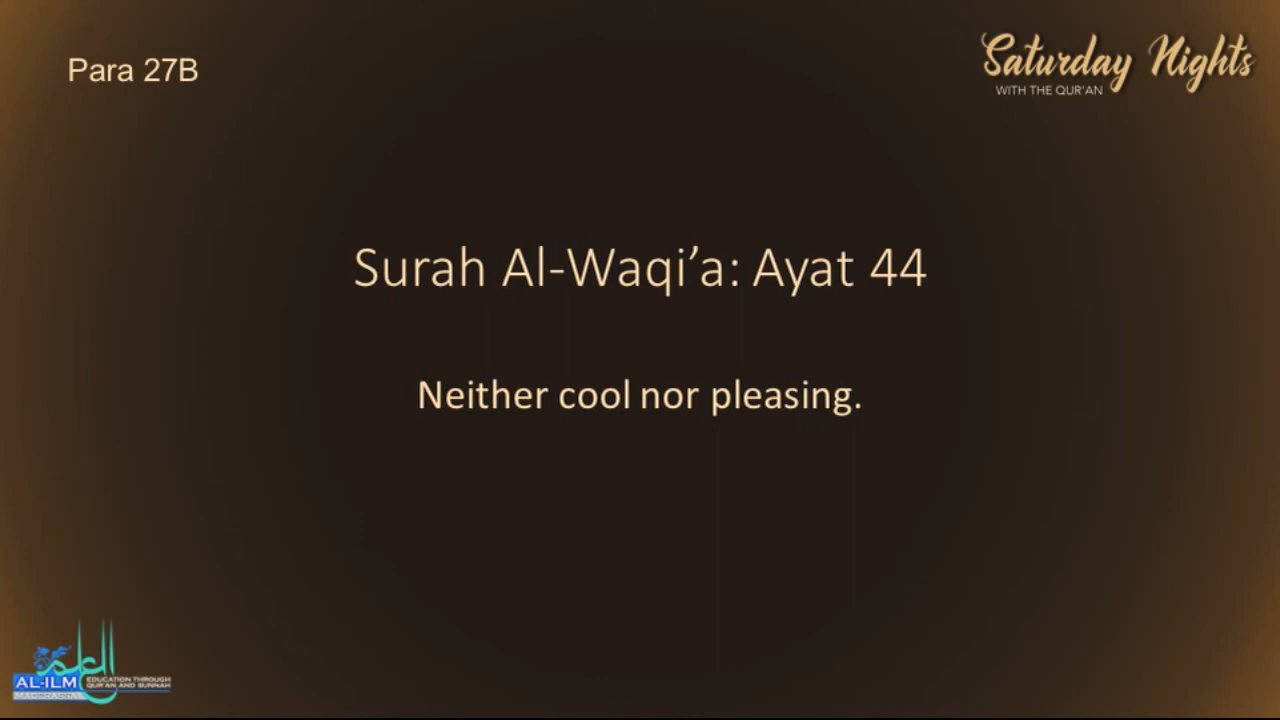 Para 27B
Saturday Nights
WITH THE QUR'AN
Surah Al-Waqi’a: Ayat 44
Neither cool nor pleasing.
العلم
AL-ILM
EDUCATION THROUGH
QUR'AN AND SUNNAH